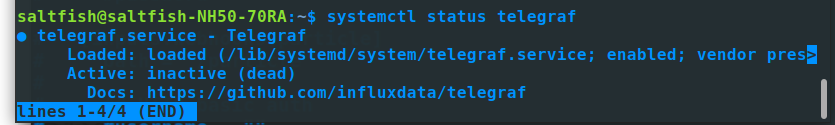 saltfish@saltfish-NH50-70RA:~$ systemctl status telegraf
● telegraf.service - Telegraf
     Loaded: loaded (/lib/systemd/system/telegraf.service; enabled; vendor pres>
     Active: inactive (dead)
       Docs: https://github.com/influxdata/telegraf
lines 1-4/4 (END)